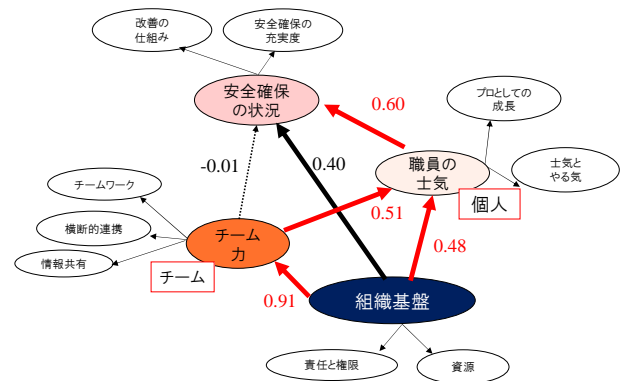 改善の
仕組み
安全確保の
充実度
安全確保
の状況
0.60
プロとしての
成長
-0.01
0.40
職員の
士気
士気と
やる気
チームワーク
個人
0.51
横断的連携
チーム
力
0.48
情報共有
チーム
0.91
組織基盤
責任と権限
資源